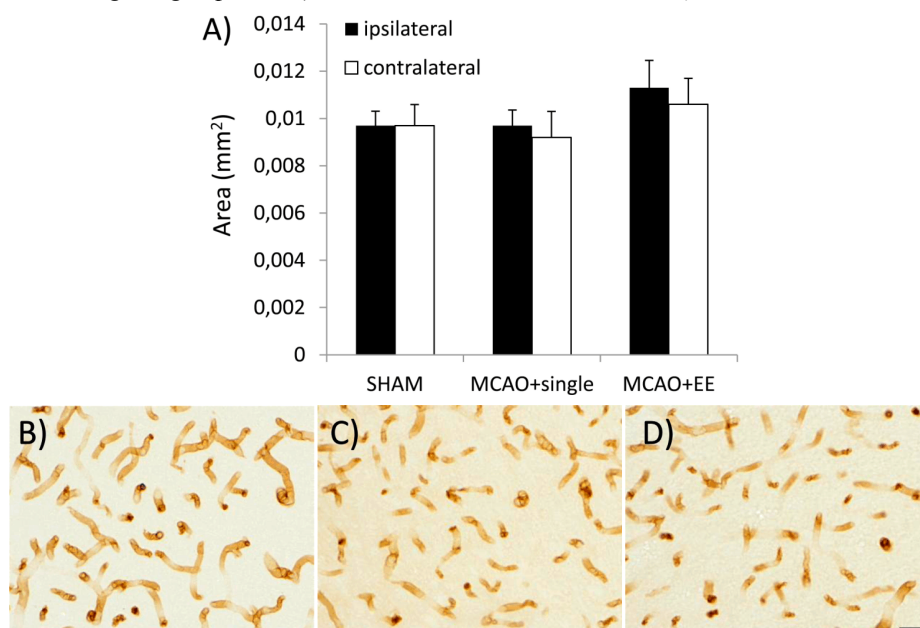 A)
0,014
0,012
0,01
0,008
0,006
0,004
0,002
0
Area (mm²)
ipsilateral
contralateral
SHAM MCAO+single MCAO+EE
B) C) D)